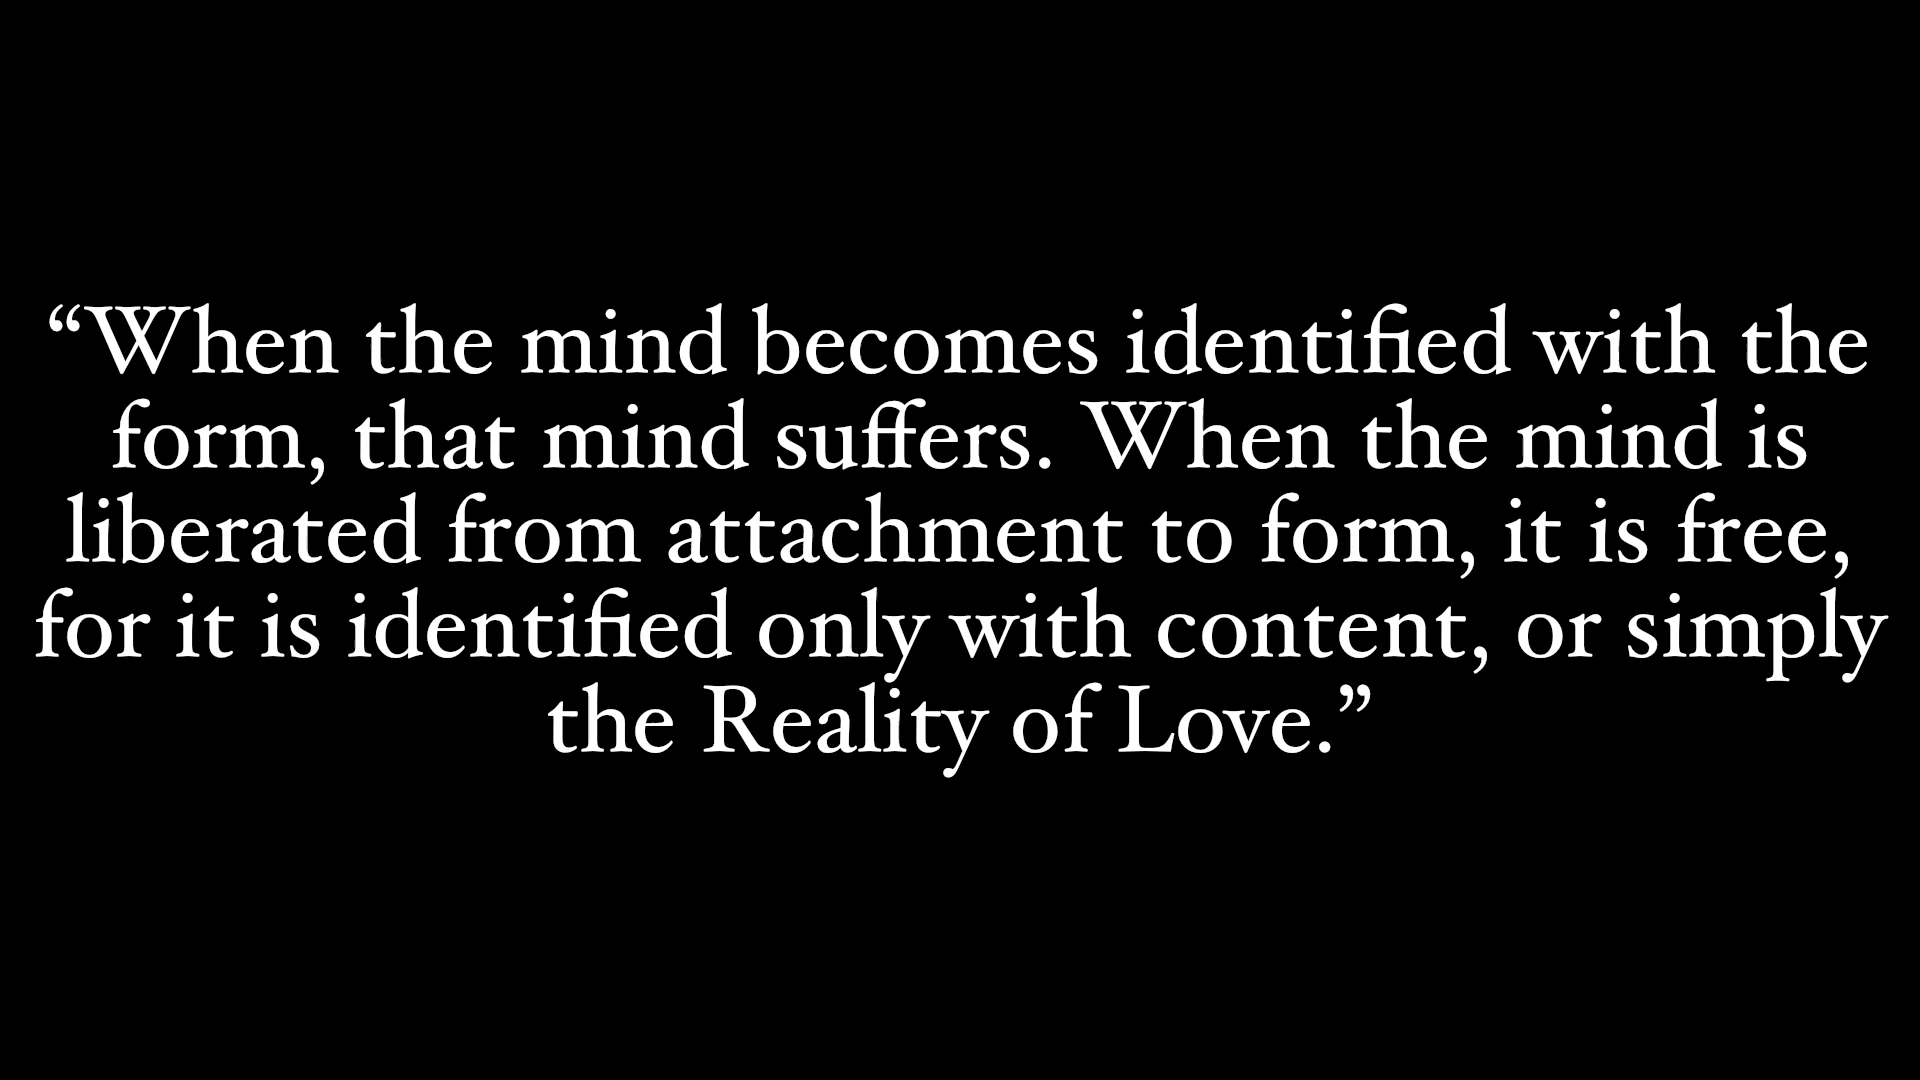 “When the mind becomes identified with the
form, that mind suffers. When the mind is
liberated from attachment to form, it is free,
for it is identified only with content, or simply
the Reality of Love.”